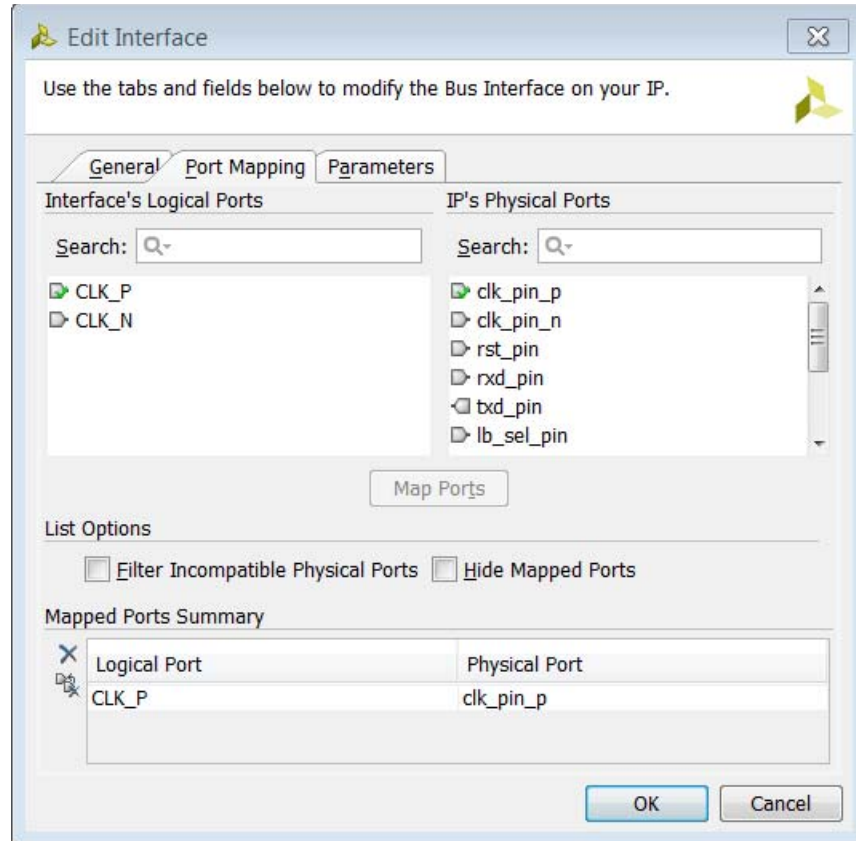 Edit Interface
Use the tabs and fields below to modify the Bus Interface on your IP.
General Port Mapping Parameters
Interface's Logical Ports IP's Physical Ports
Search: Search:
CLK_P clk_pin_p
CLK_N clk_pin_n
rst_pin
rxd_pin
txd_pin
lb_sel_pin
Map Ports
List Options
Filter Incompatible Physical Ports Hide Mapped Ports
Mapped Ports Summary
Logical Port Physical Port
CLK_P clk_pin_p
OK Cancel